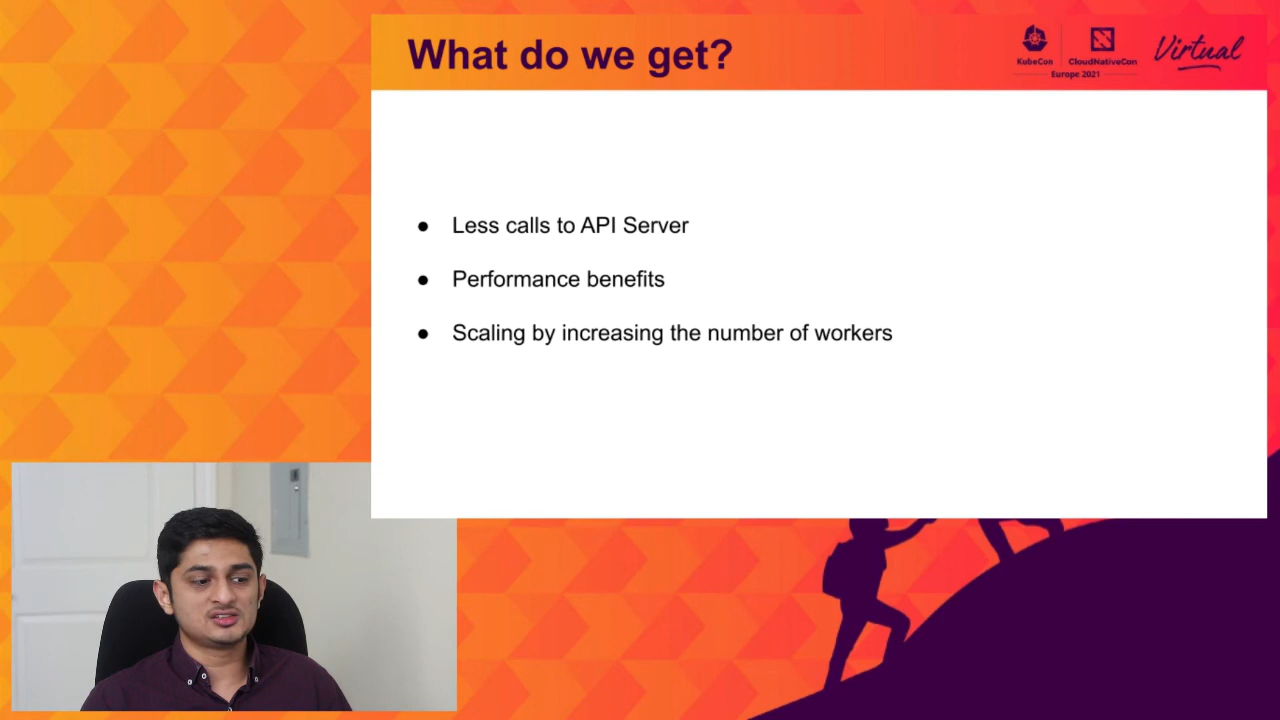 What do we get?
KubeCon
CloudNativeCon
Europe 2021
Virtual
● Less calls to API Server
● Performance benefits
● Scaling by increasing the number of workers